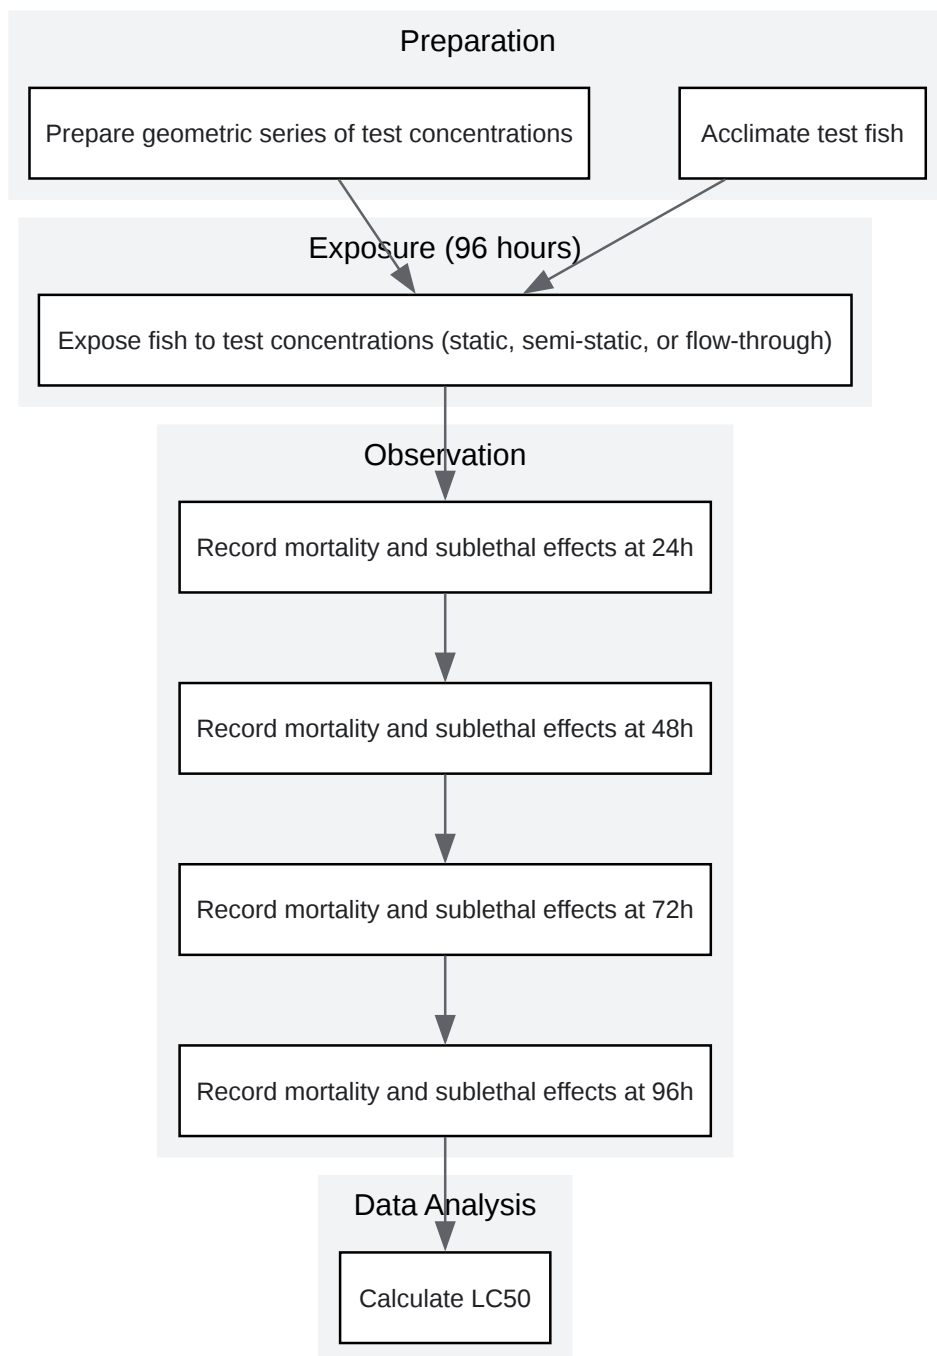 Preparation
Prepare geometric series of test concentrations
Acclimate test fish
Exposure (96 hours)
Expose fish to test concentrations (static, semi-static, or flow-through)
Observation
Record mortality and sublethal effects at 24h
Record mortality and sublethal effects at 48h
Record mortality and sublethal effects at 72h
Record mortality and sublethal effects at 96h
Data Analysis
Calculate LC50